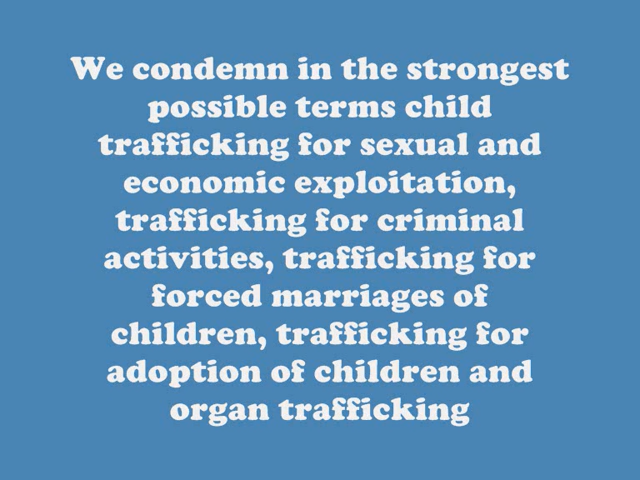 We condemn in the strongest
possible terms child
trafficking for sexual and
economic exploitation,
trafficking for criminal
activities, trafficking for
forced marriages of
children, trafficking for
adoption of children and
organ trafficking